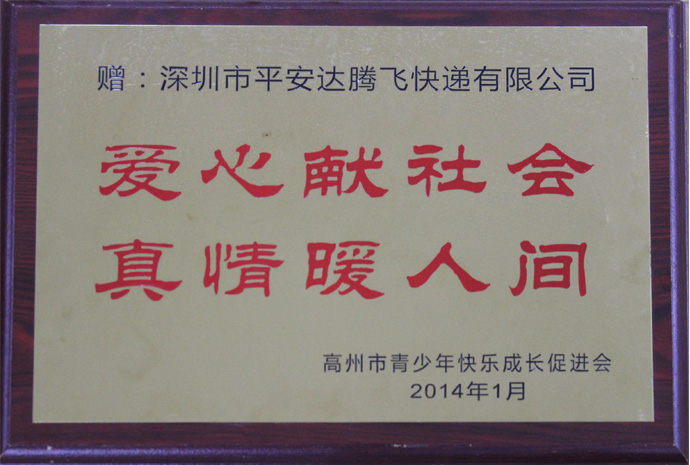 赠：深圳市平安达腾飞快递有限公司
爱心献社会
真情暖人间
高州市青少年快乐成长促进会
2014年1月